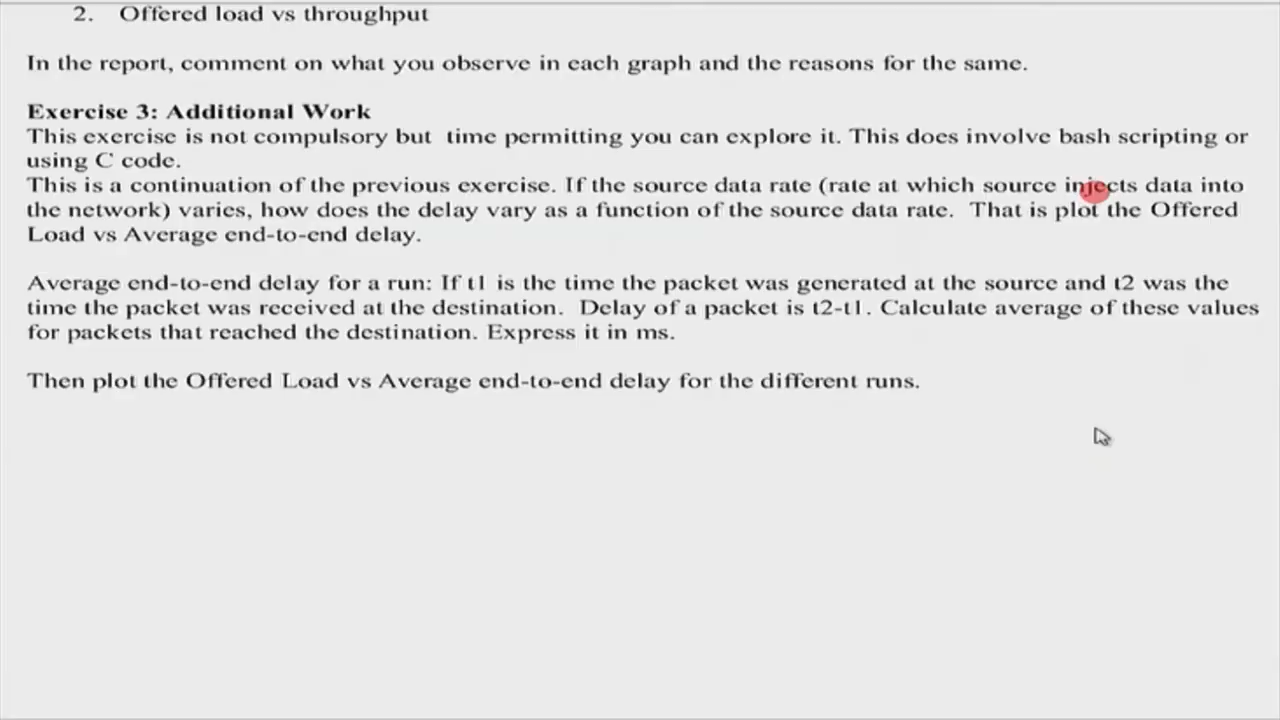 2. Offered load vs throughput
In the report, comment on what you observe in each graph and the reasons for the same.
Exercise 3: Additional Work
This exercise is not compulsory but time permitting you can explore it. This does involve bash scripting or
using C code.
This is a continuation of the previous exercise. If the source data rate (rate at which source injects data into
the network) varies, how does the delay vary as a function of the source data rate. That is plot the Offered
Load vs Average end-to-end delay.
Average end-to-end delay for a run: If t1 is the time the packet was generated at the source and t2 was the
time the packet was received at the destination. Delay of a packet is t2-t1. Calculate average of these values
for packets that reached the destination. Express it in ms.
Then plot the Offered Load vs Average end-to-end delay for the different runs.